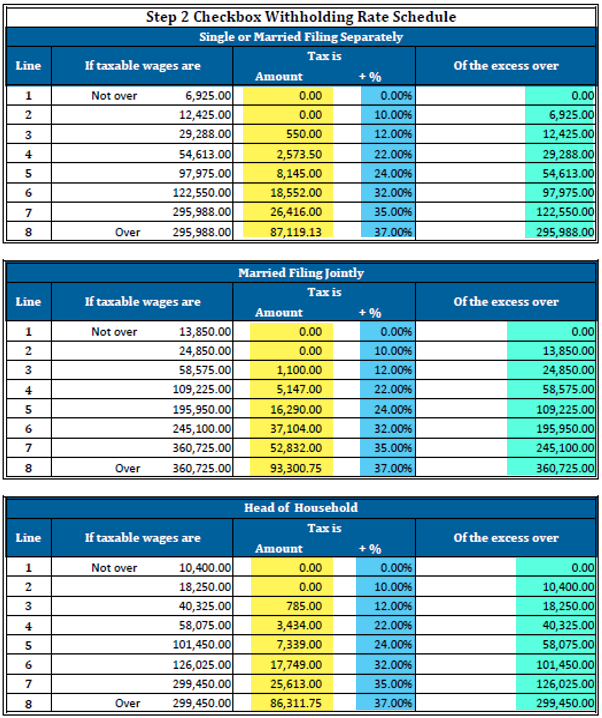 Step 2 Checkbox Withholding Rate Schedule
Single or Married Filing Separately
Line If taxable wages are Tax is Of the excess over
Amount + %
1 Not over 6,925.00 0.00 0.00% 0.00
2 12,425.00 0.00 10.00% 6,925.00
3 29,288.00 550.00 12.00% 12,425.00
4 54,613.00 2,573.50 22.00% 29,288.00
5 97,975.00 8,145.00 24.00% 54,613.00
6 122,550.00 18,552.00 32.00% 97,975.00
7 295,988.00 26,416.00 35.00% 122,550.00
8 Over 295,988.00 87,119.13 37.00% 295,988.00
Married Filing Jointly
Line If taxable wages are Tax is Of the excess over
Amount + %
1 Not over 13,850.00 0.00 0.00% 0.00
2 24,850.00 0.00 10.00% 13,850.00
3 58,575.00 1,100.00 12.00% 24,850.00
4 109,225.00 5,147.00 22.00% 58,575.00
5 195,950.00 16,290.00 24.00% 109,225.00
6 245,100.00 37,104.00 32.00% 195,950.00
7 360,725.00 52,832.00 35.00% 245,100.00
8 Over 360,725.00 93,300.75 37.00% 360,725.00
Head of Household
Line If taxable wages are Tax is Of the excess over
Amount + %
1 Not over 10,400.00 0.00 0.00% 0.00
2 18,250.00 0.00 10.00% 10,400.00
3 40,325.00 785.00 12.00% 18,250.00
4 58,075.00 3,434.00 22.00% 40,325.00
5 101,450.00 7,339.00 24.00% 58,075.00
6 126,025.00 17,749.00 32.00% 101,450.00
7 299,450.00 25,613.00 35.00% 126,025.00
8 Over 299,450.00 86,311.75 37.00% 299,450.00